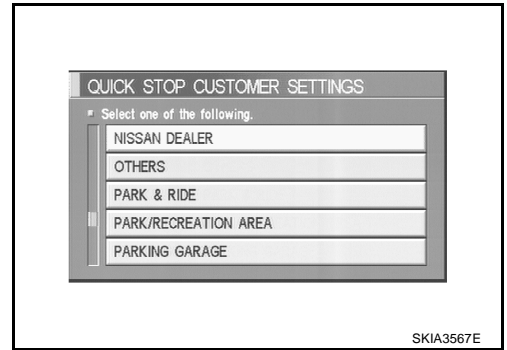 QUICK STOP CUSTOMER SETTINGS
Select one of the following.
NISSAN DEALER
OTHERS
PARK & RIDE
PARK/RECREATION AREA
PARKING GARAGE
SKIA3567E